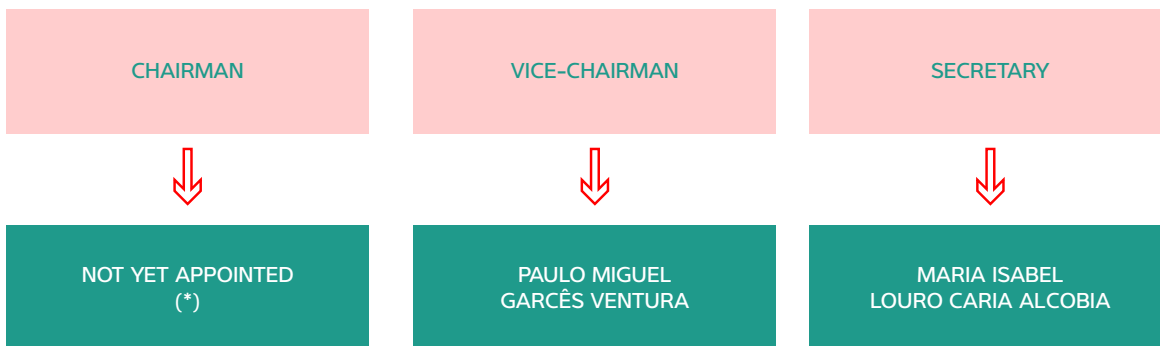 CHAIRMAN
VICE-CHAIRMAN
SECRETARY
NOT YET APPOINTED
(*)
PAULO MIGUEL
GARCÊS VENTURA
MARIA ISABEL
LOURO CARIA ALCOBIA